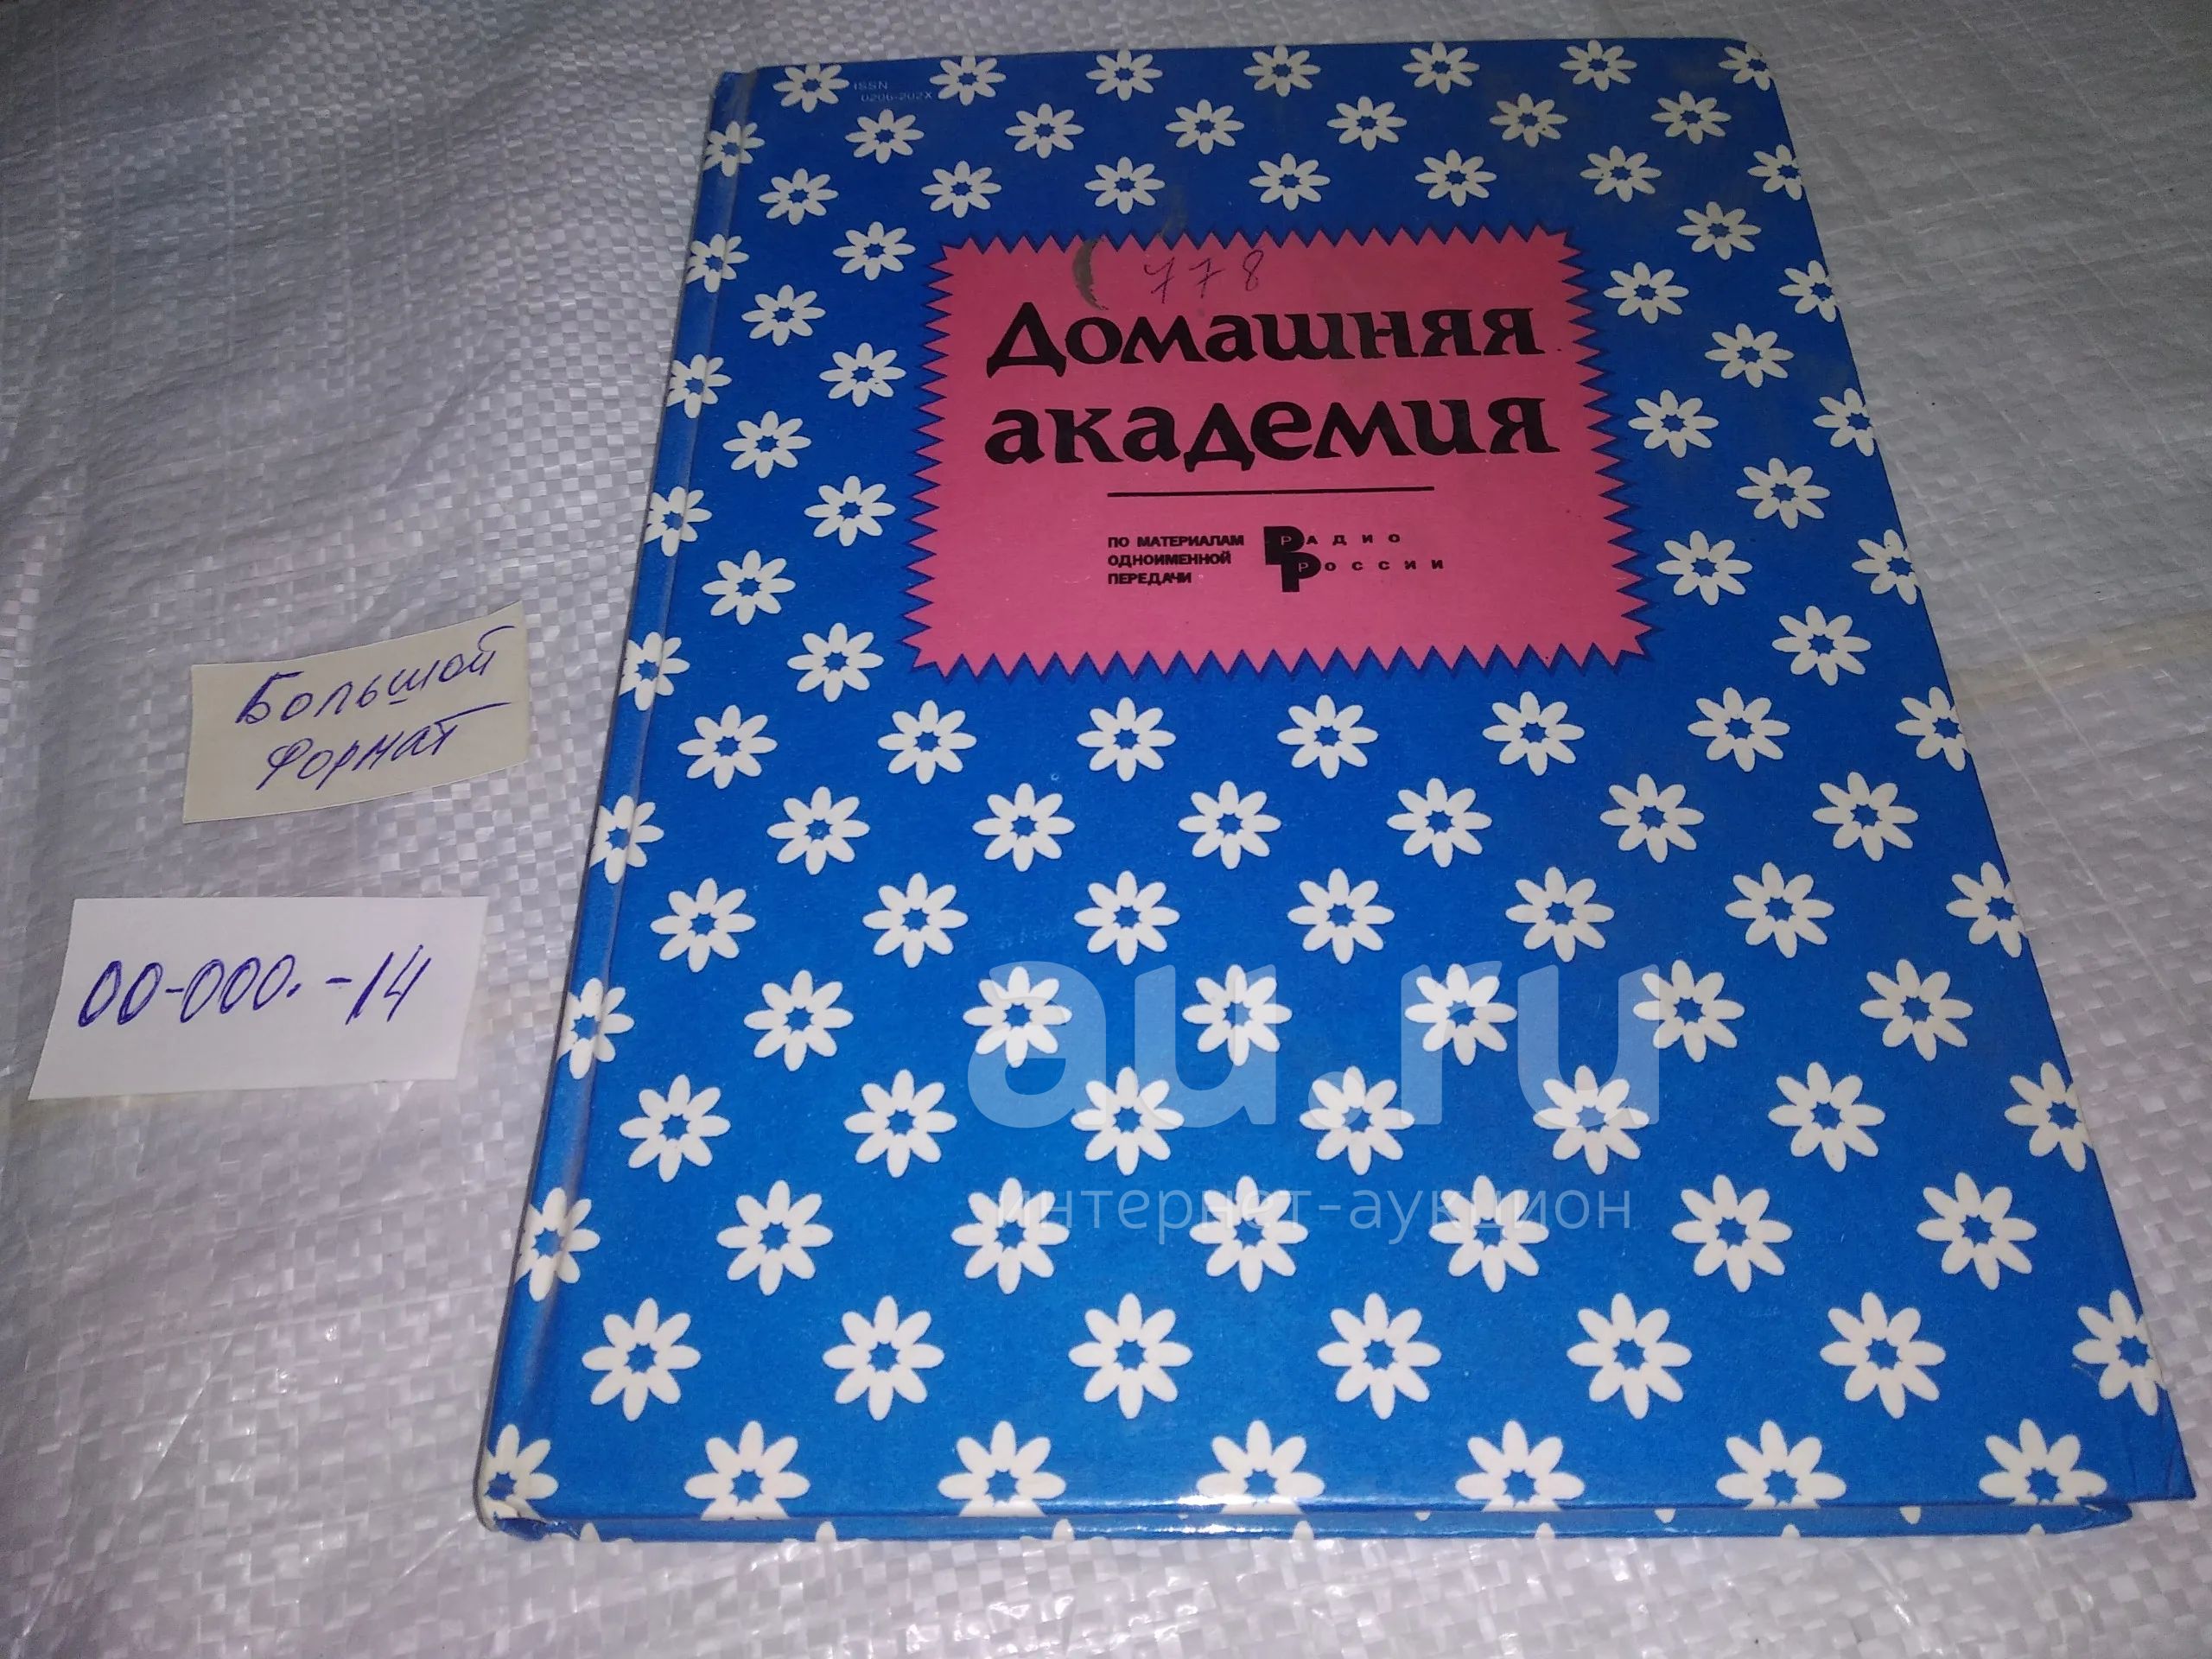 ISSN
0206-202X
778
Домашняя
академия
ПО МАТЕРИАЛАМ
ОДНОИМЕННОЙ
ПЕРЕДАЧИ
Радио
России
Большой
формат
00-000.-14
au.ru
интернет-аукцион